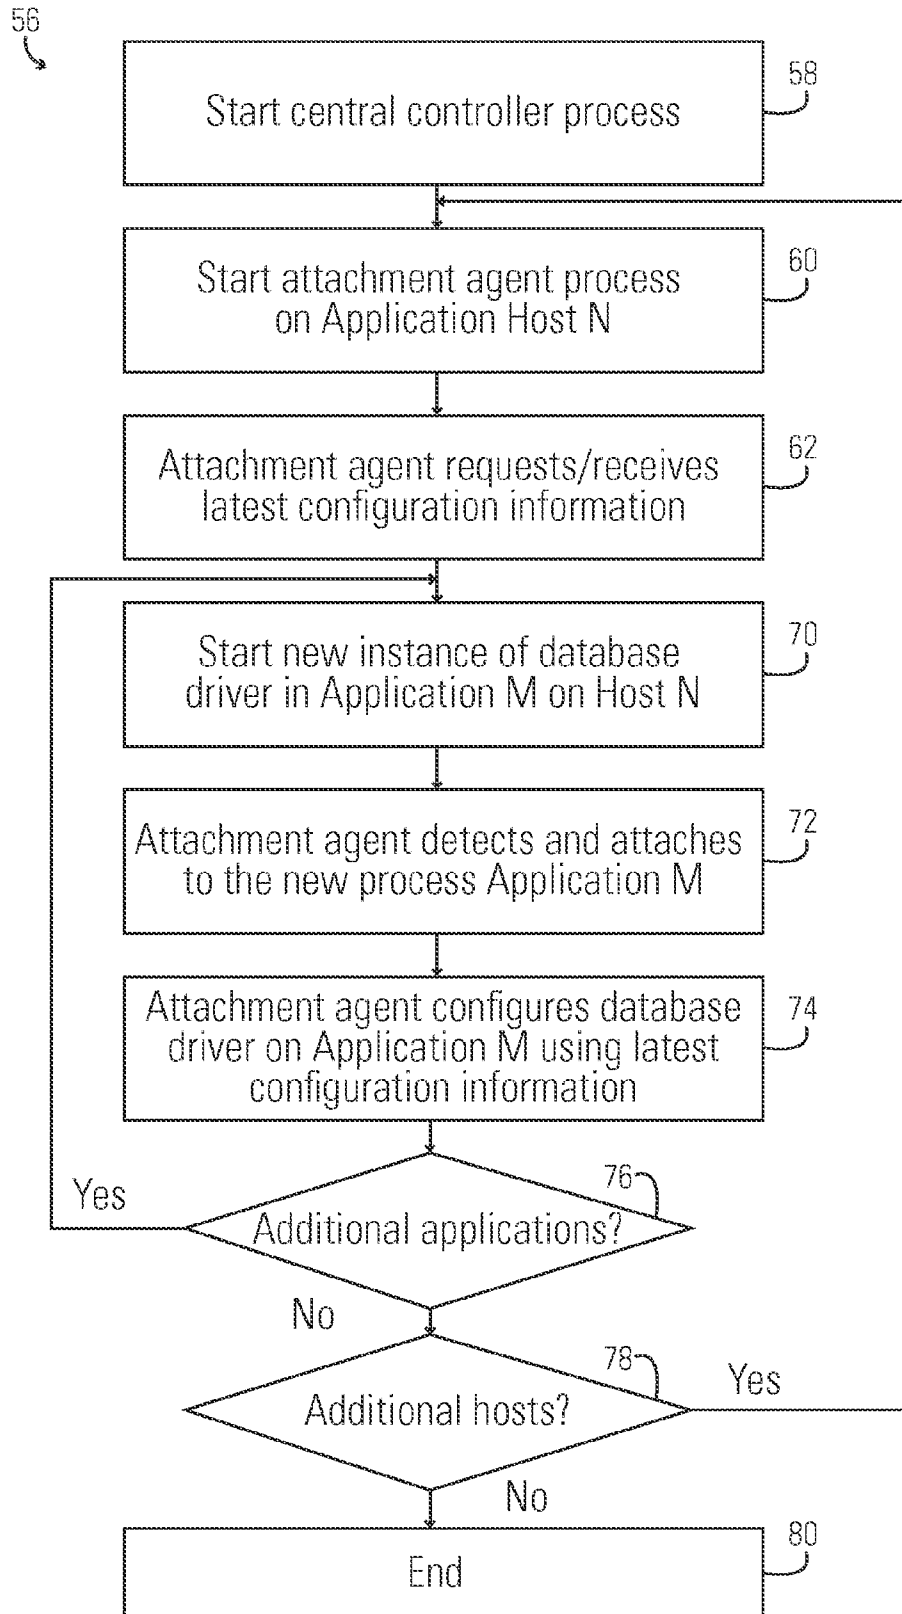 56
58
Start central controller process
60
Start attachment agent process
on Application Host N
62
Attachment agent requests/receives
latest configuration information
70
Start new instance of database
driver in Application M on Host N
72
Attachment agent detects and attaches
to the new process Application M
74
Attachment agent configures database
driver on Application M using latest
configuration information
76
Yes
Additional applications?
No
78
Yes
Additional hosts?
No
80
End